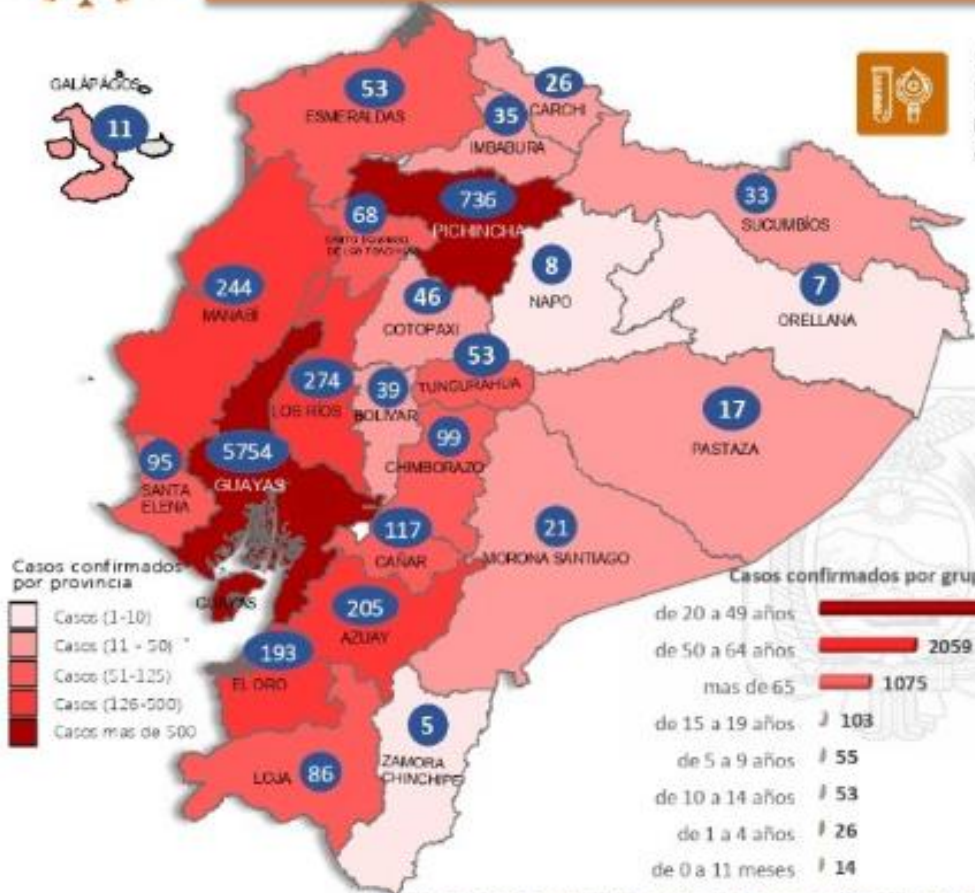 GALÁPAGOS
11
53
ESMERALDAS
26
CARCHI
35
IMBABURA
33
SUCUMBÍOS
736
PICHINCHA
68
8
NAPO
7
ORELLANA
244
MANABÍ
46
COTOPAXI
53
TUNGURAHUA
274
LOS RÍOS
39
BOLIVAR
17
PASTAZA
99
CHIMBORAZO
95
SANTA
ELENA
5754
GUAYAS
117
CAÑAR
21
MORONA SANTIAGO
GUAYAS
205
AZUAY
193
EL ORO
5
ZAMORA
CHINCHIPE
LOJA 86
Casos confirmados
por provincia
Casos (1-10)
Casos (11 - 50)
Casos (51-125)
Casos (126-500)
Casos mas de 500
Casos confirmados por grup
de 20 a 49 años
de 50 a 64 años 2059
mas de 65 1075
de 15 a 19 años 103
de 5 a 9 años 55
de 10 a 14 años 53
de 1 a 4 años 26
de 0 a 11 meses 14